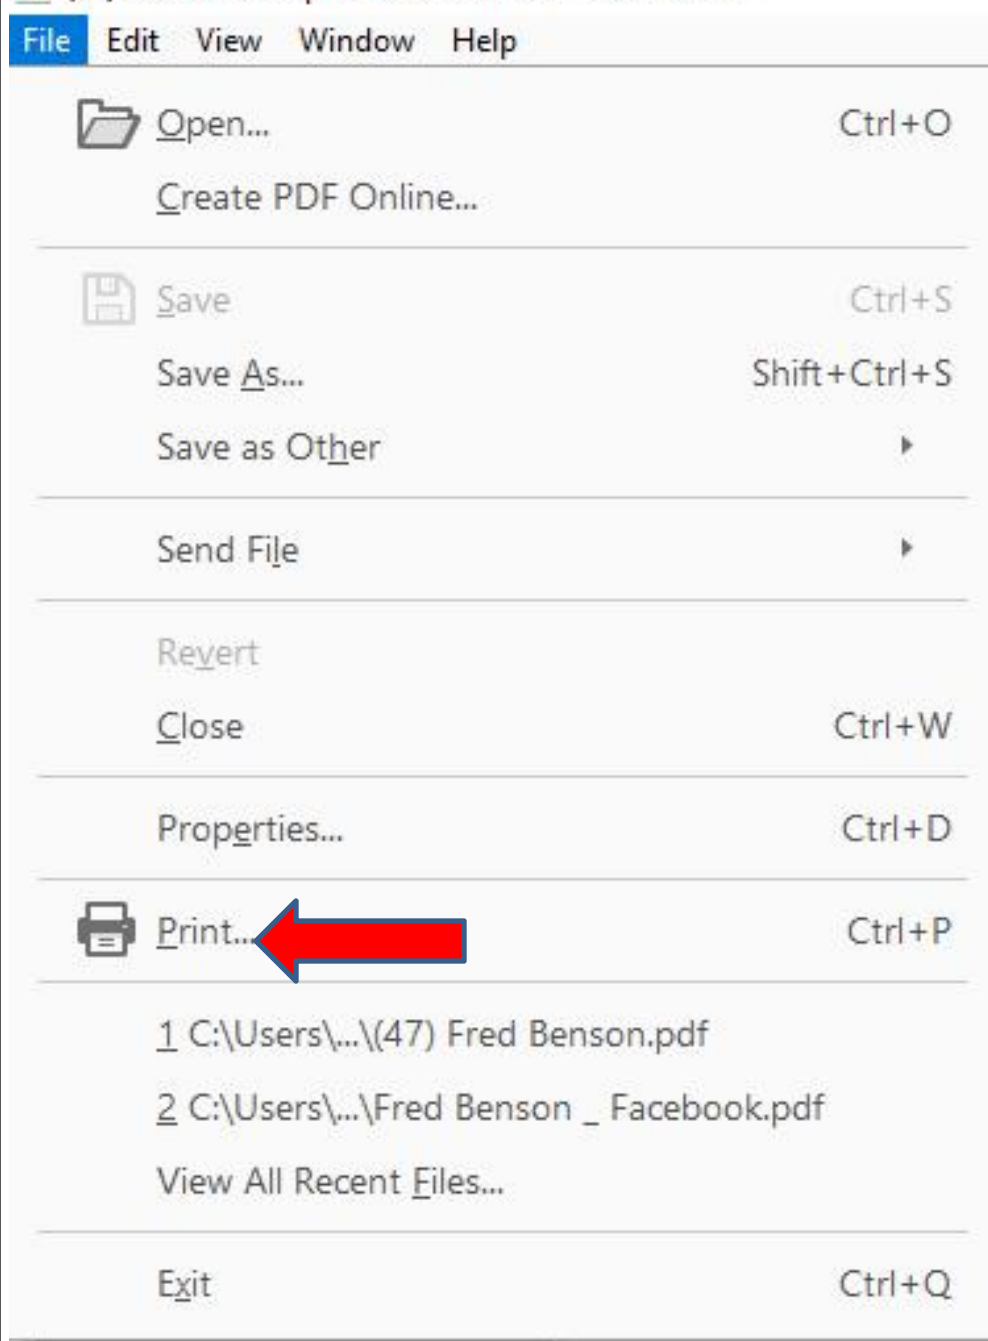 File Edit View Window Help
Open... Ctrl+O
Create PDF Online...
Save Ctrl+S
Save As... Shift+Ctrl+S
Save as Other
Send File
Revert
Close Ctrl+W
Properties... Ctrl+D
Print... Ctrl+P
1 C:\Users\...\(47) Fred Benson.pdf
2 C:\Users\...\Fred Benson _ Facebook.pdf
View All Recent Files...
Exit Ctrl+Q